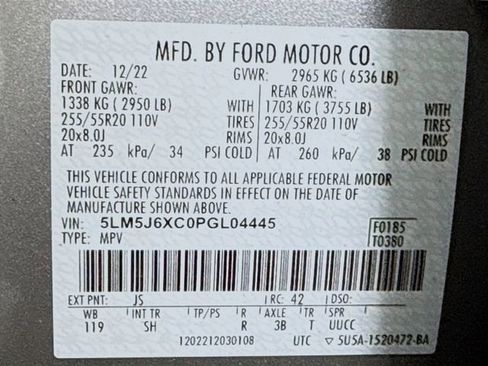 MFD. BY FORD MOTOR CO.
DATE: 12/22 GVWR: 2965 KG ( 6536 LB)
FRONT GAWR: REAR GAWR:
1338 KG ( 2950 LB) WITH 1703 KG ( 3755 LB) WITH
255/55R20 110V TIRES 255/55R20 110V TIRES
20x8.0J RIMS 20x8.0J RIMS
AT 235 kPa/ 34 PSI COLD AT 260 kPa/ 38 PSI COLD
THIS VEHICLE CONFORMS TO ALL APPLICABLE FEDERAL MOTOR
VEHICLE SAFETY STANDARDS IN EFFECT ON THE DATE OF
MANUFACTURE SHOWN ABOVE.
VIN: 5LM5J6XC0PGL04445 F0185
TYPE: MPV T0380
EXT PNT: JS RC: 42 DSO:
WB INT TR TP/PS R AXLE TR SPR
119 SH R 3B T UUCC
1202212030108 UTC ▽ 5U5A-1520472-BA